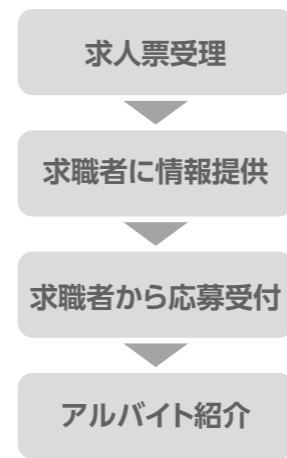 求人票受理
求職者に情報提供
求職者から応募受付
アルバイト紹介